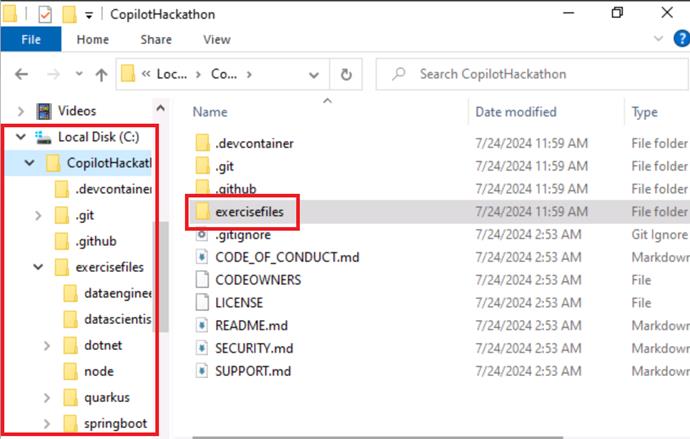 CopilotHackathon
File Home Share View
« Loc... › Co... › Search CopilotHackathon
Videos
Local Disk (C:)
CopilotHackath
.devcontainer
.git
.github
exercisefiles
dataengine
datascientis
dotnet
node
quarkus
springboot
Name Date modified Type
.devcontainer 7/24/2024 11:59 AM File folder
.git 7/24/2024 11:59 AM File folder
.github 7/24/2024 11:59 AM File folder
exercisefiles 7/24/2024 11:59 AM File folder
.gitignore 7/24/2024 2:53 AM Git Ignore
CODE_OF_CONDUCT.md 7/24/2024 2:53 AM Markdown
CODEOWNERS 7/24/2024 2:53 AM File
LICENSE 7/24/2024 2:53 AM File
README.md 7/24/2024 2:53 AM Markdown
SECURITY.md 7/24/2024 2:53 AM Markdown
SUPPORT.md 7/24/2024 2:53 AM Markdown